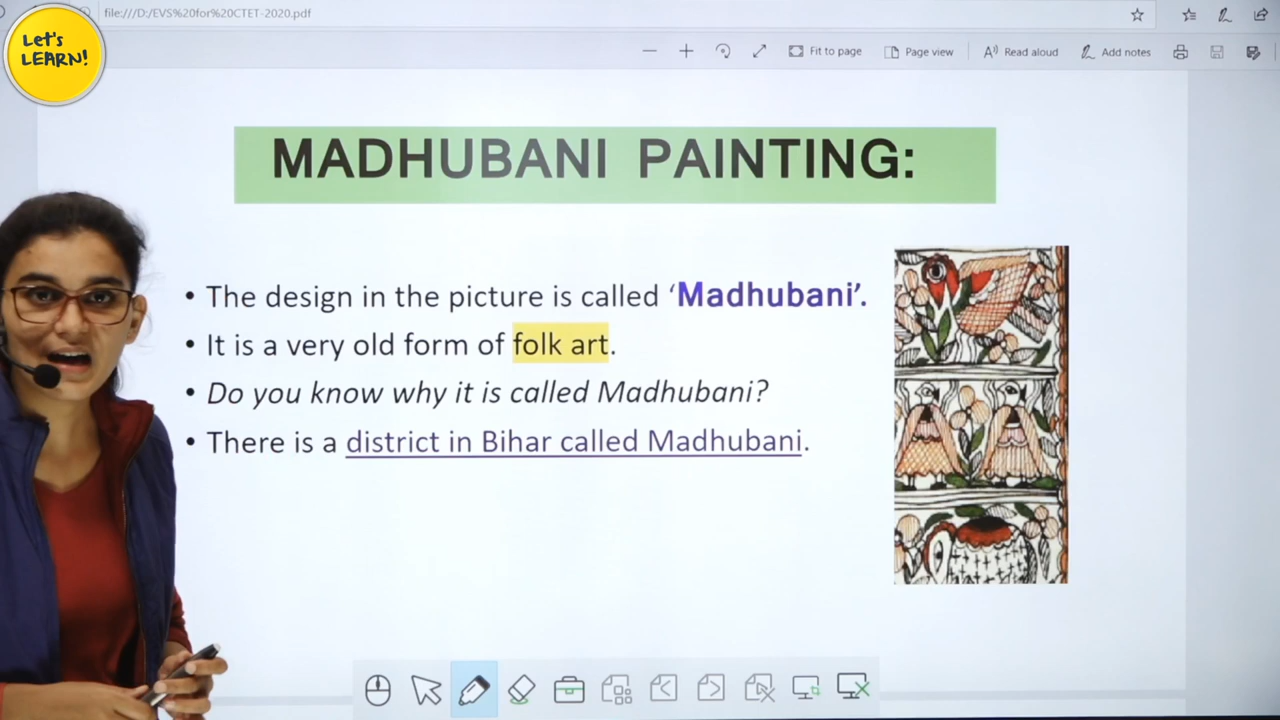 Let's
LEARN!
file:///D:/EVS%20for%20CTET-2020.pdf
Fit to page
Page view
Read aloud
Add notes
MADHUBANI PAINTING:
• The design in the picture is called ‘Madhubani’.
• It is a very old form of folk art.
• Do you know why it is called Madhubani?
• There is a district in Bihar called Madhubani.